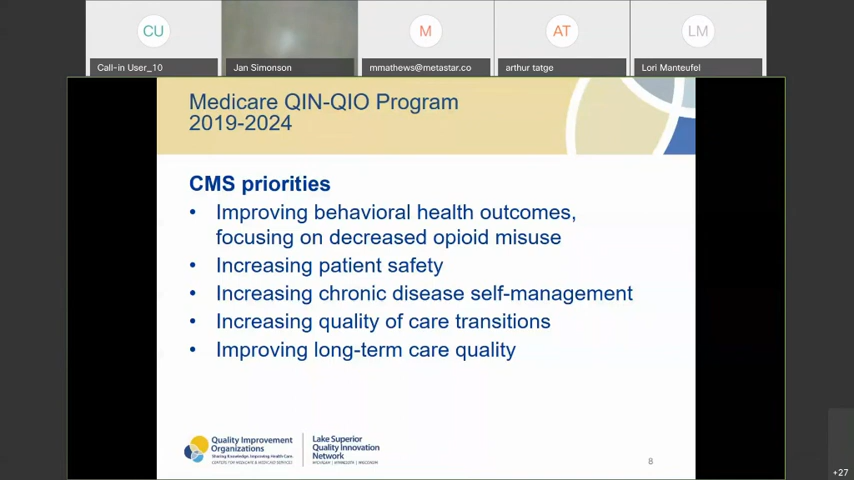 CU
M
AT
LM
Call-in User_10
Jan Simonson
mmathews@metastar.co
arthur tatge
Lori Manteufel
Medicare QIN-QIO Program
2019-2024
CMS priorities
• Improving behavioral health outcomes,
focusing on decreased opioid misuse
• Increasing patient safety
• Increasing chronic disease self-management
• Increasing quality of care transitions
• Improving long-term care quality
Quality Improvement
Organizations
Sharing Knowledge. Improving Health Care.
CENTERS FOR MEDICARE & MEDICAID SERVICES
Lake Superior
Quality Innovation
Network
MICHIGAN | MINNESOTA | WISCONSIN
8
+27